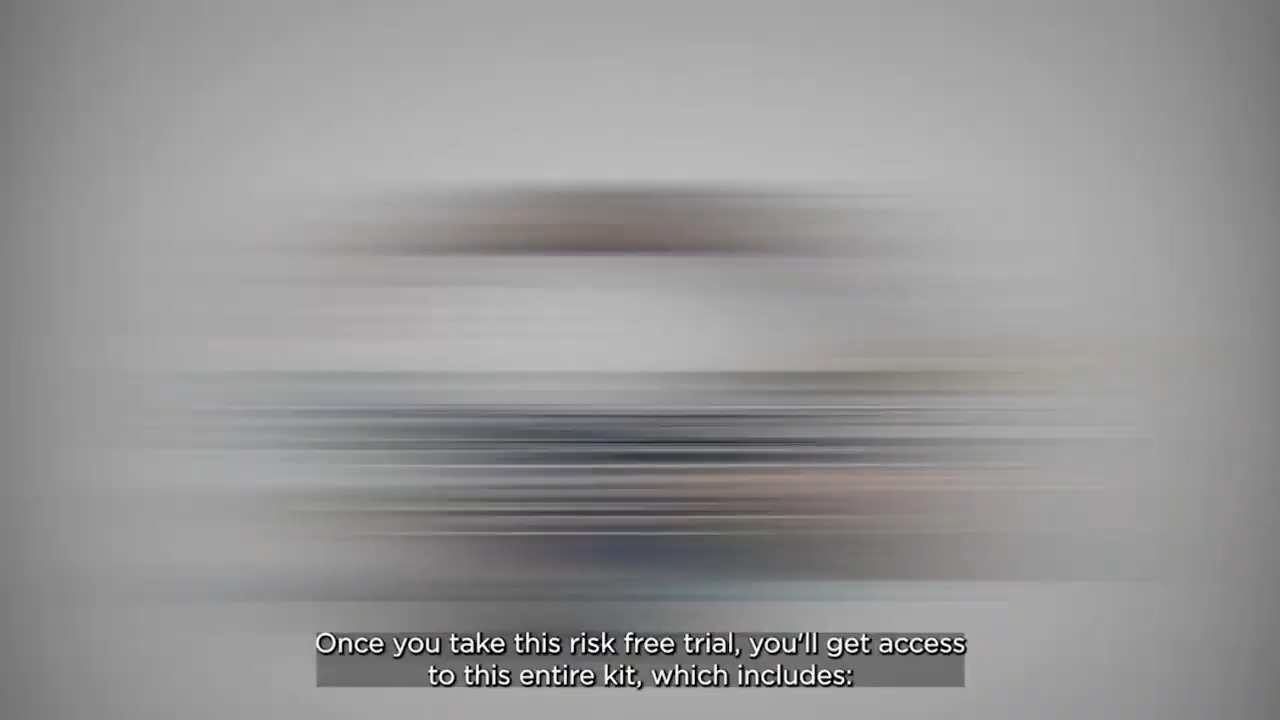 Once you take this risk free trial, you'll get access
to this entire kit, which includes: